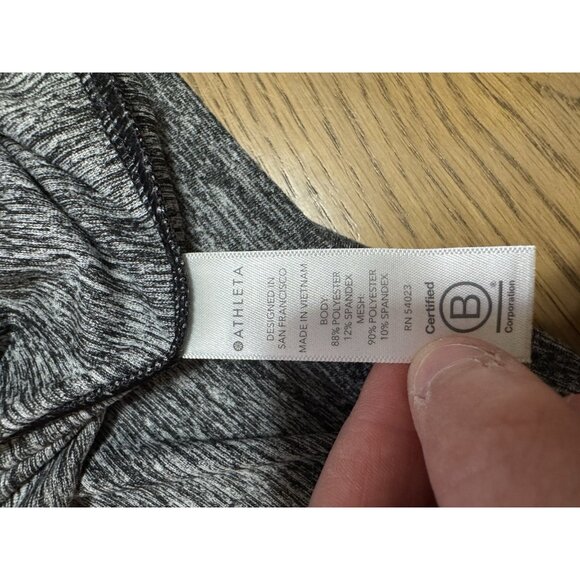 ATHLETA
DESIGNED IN
SAN FRANCISCO
MADE IN VIETNAM
BODY:
88% POLYESTER
12% SPANDEX
MESH:
90% POLYESTER
10% SPANDEX
RN 54023
Certified
B
®
Corporation